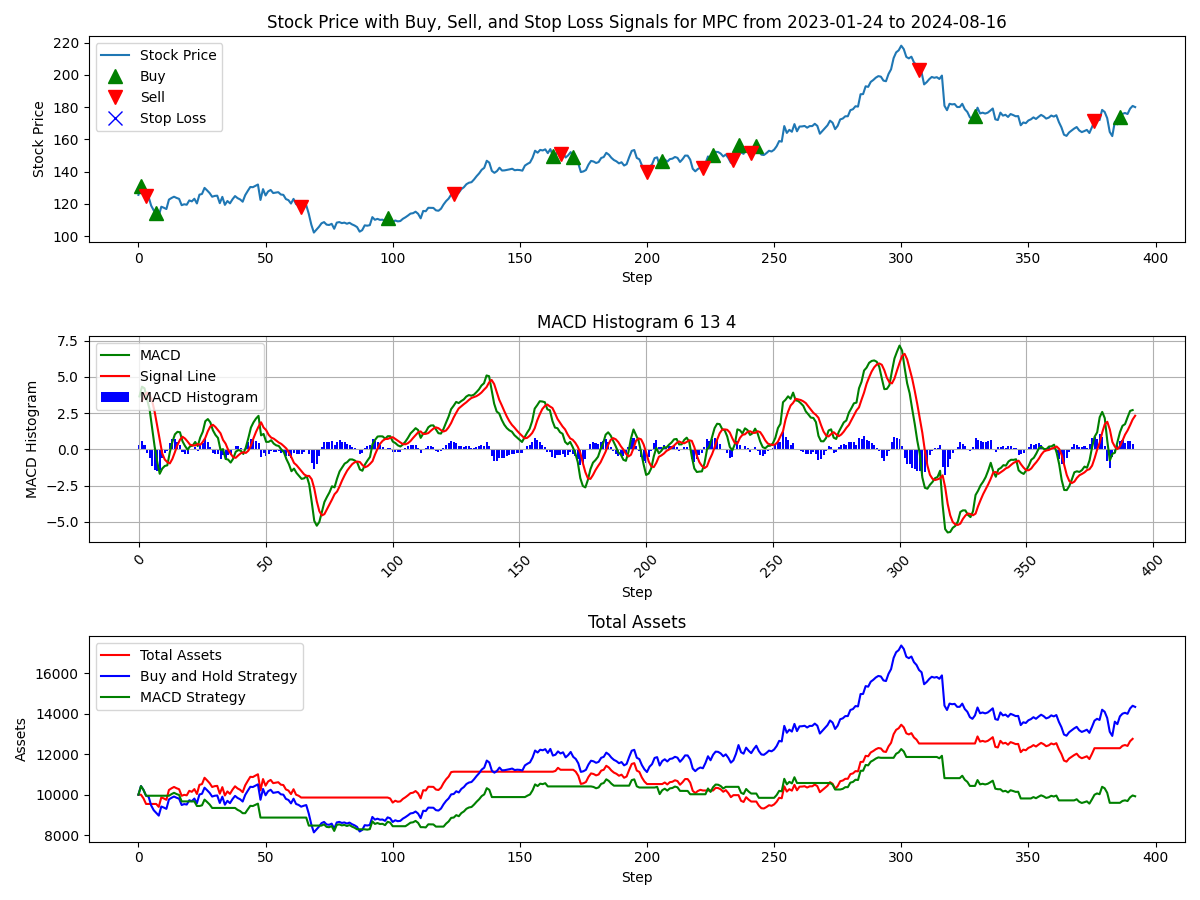 Stock Price with Buy, Sell, and Stop Loss Signals for MPC from 2023-01-24 to 2024-08-16
Stock Price
Buy
Sell
Stop Loss
Stock Price
220
200
180
160
140
120
100
0 50 100 150 200 250 300 350 400
Step
MACD Histogram 6 13 4
MACD
Signal Line
MACD Histogram
MACD Histogram
7.5
5.0
2.5
0.0
−2.5
−5.0
0 50 100 150 200 250 300 350 400
Step
Total Assets
Total Assets
Buy and Hold Strategy
MACD Strategy
Assets
16000
14000
12000
10000
8000
0 50 100 150 200 250 300 350 400
Step